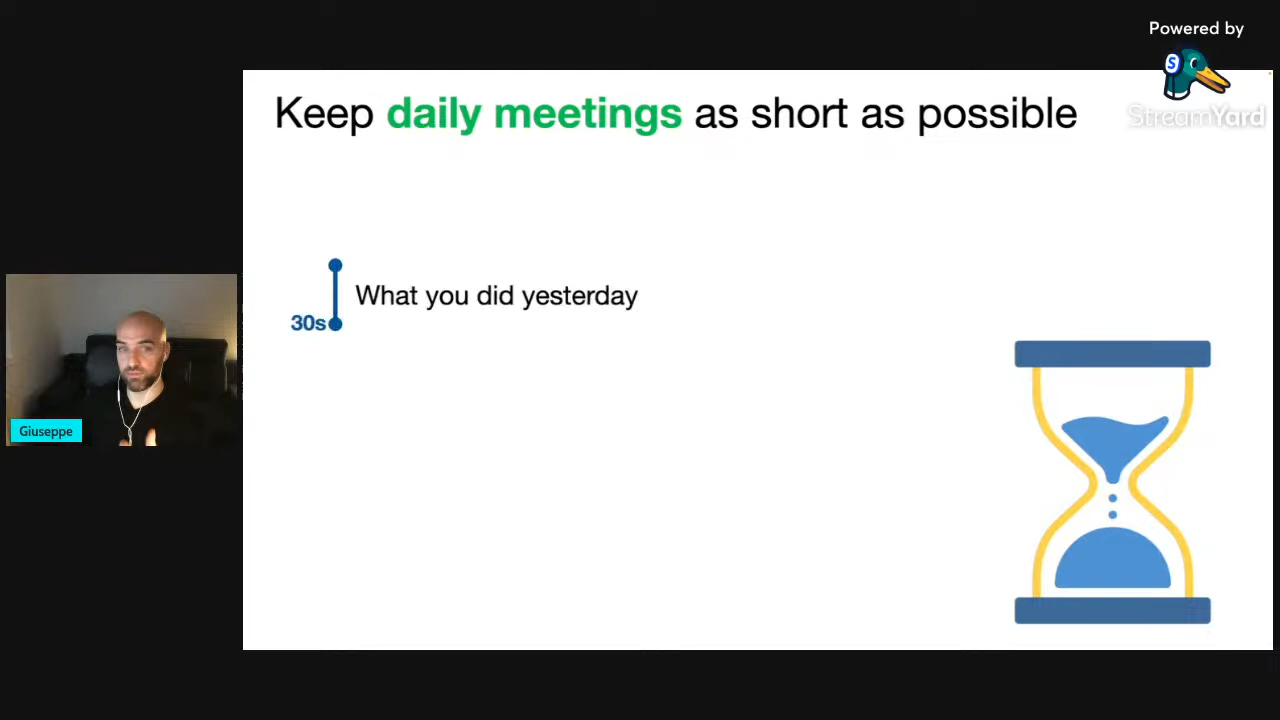 Powered by
S
StreamYard
Keep daily meetings as short as possible
What you did yesterday
30s
Giuseppe